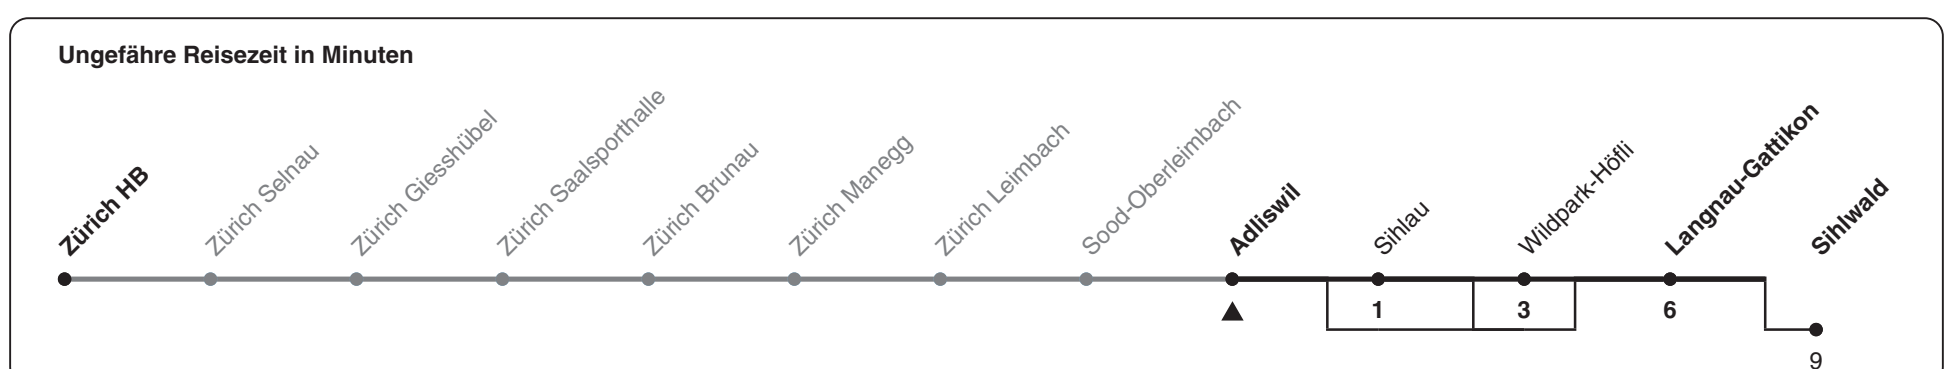 Ungefähre Reisezeit in Minuten
Zürich HB
Zürich Selnau
Zürich Giesshübel
Zürich Saalsporthalle
Zürich Brunau
Zürich Manegg
Zürich Leimbach
Sood-Oberleimbach
Adliswil
Sihlau
Wildpark-Höfli
Langnau-Gattikon
Sihlwald
1
3
6
9